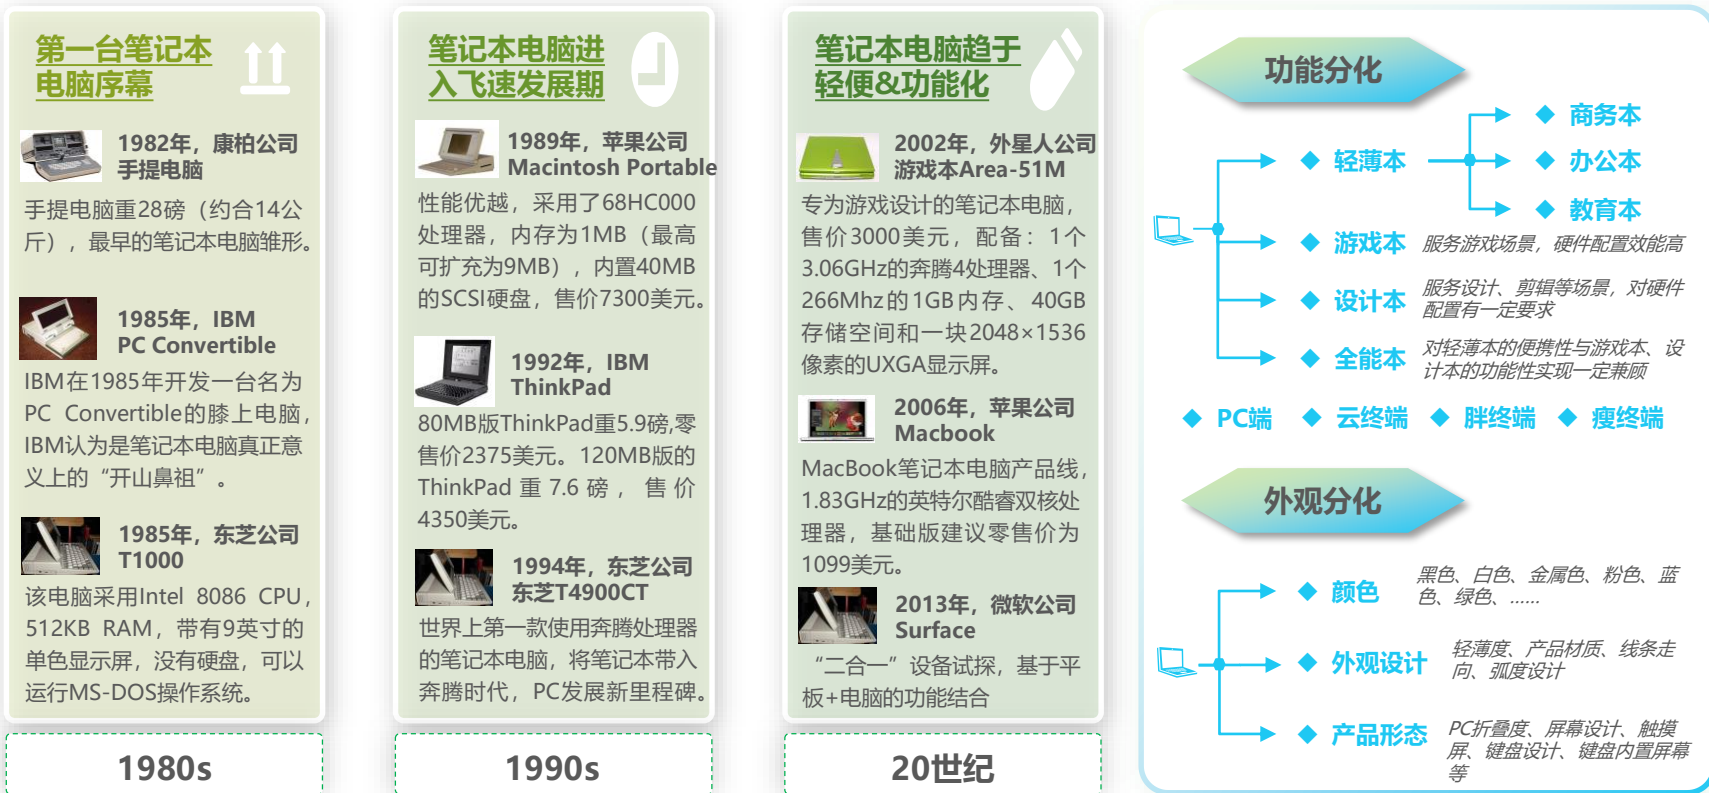 第一台笔记本
电脑序幕
1982年，康柏公司
手提电脑
手提电脑重28磅（约合14公
斤），最早的笔记本电脑雏形。
1985年，IBM
PC Convertible
IBM在1985年开发一台名为
PC Convertible的膝上电脑，
IBM认为是笔记本电脑真正意
义上的“开山鼻祖”。
1985年，东芝公司
T1000
该电脑采用Intel 8086 CPU，
512KB RAM，带有9英寸的
单色显示屏，没有硬盘，可以
运行MS-DOS操作系统。
1980s
笔记本电脑进
入飞速发展期
1989年，苹果公司
Macintosh Portable
性能优越，采用了68HC000
处理器，内存为1MB（最高
可扩充为9MB），内置40MB
的SCSI硬盘，售价7300美元。
1992年，IBM
ThinkPad
80MB版ThinkPad重5.9磅,零
售价2375美元。120MB版的
ThinkPad重7.6磅，售价
4350美元。
1994年，东芝公司
东芝T4900CT
世界上第一款使用奔腾处理器
的笔记本电脑，将笔记本带入
奔腾时代，PC发展新里程碑。
1990s
笔记本电脑趋于
轻便&功能化
2002年，外星人公司
游戏本Area-51M
专为游戏设计的笔记本电脑，
售价3000美元，配备：1个
3.06GHz的奔腾4处理器、1个
266Mhz的1GB内存、40GB
存储空间和一块2048×1536
像素的UXGA显示屏。
2006年，苹果公司
Macbook
MacBook笔记本电脑产品线，
1.83GHz的英特尔酷睿双核处
理器，基础版建议零售价为
1099美元。
2013年，微软公司
Surface
“二合一”设备试探，基于平
板+电脑的功能结合
20世纪
功能分化
◆ 轻薄本
◆ 商务本
◆ 办公本
◆ 教育本
◆ 游戏本 服务游戏场景，硬件配置效能高
◆ 设计本 服务设计、剪辑等场景，对硬件
配置有一定要求
◆ 全能本 对轻薄本的便携性与游戏本、设
计本的功能性实现一定兼顾
◆ PC端 ◆ 云终端 ◆ 胖终端 ◆ 瘦终端
外观分化
◆ 颜色 黑色、白色、金属色、粉色、蓝
色、绿色、......
◆ 外观设计 轻薄度、产品材质、线条走
向、弧度设计
◆ 产品形态 PC折叠度、屏幕设计、触摸
屏、键盘设计、键盘内置屏幕
等